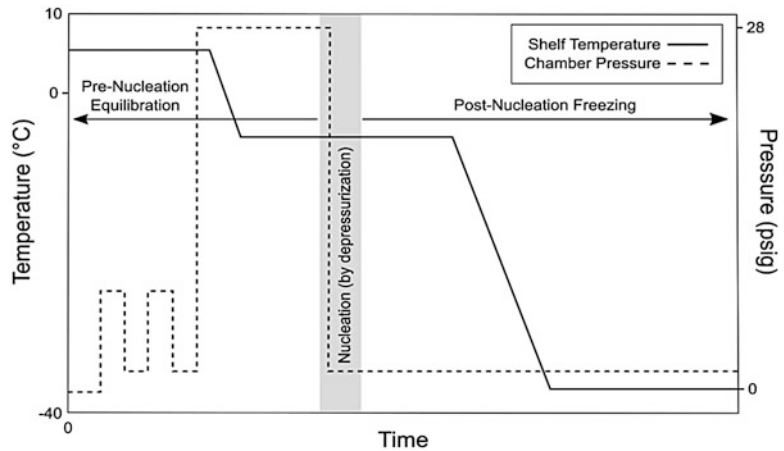 10
0
-40
Temperature (°C)
Pre-Nucleation
Equilibration
Nucleation (by depressurization)
Post-Nucleation Freezing
Shelf Temperature
Chamber Pressure
28
0
Pressure (psig)
0
Time